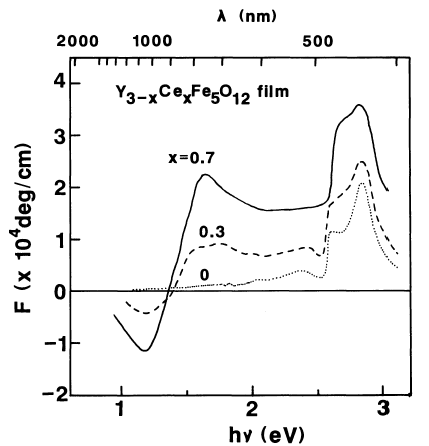 λ (nm)
2000 1000 500
Y₃₋ₓCeₓFe₅O₁₂ film
x=0.7
0.3
0
4
3
2
1
0
−1
−2
F (x 10⁴deg/cm)
1 2 3
hν (eV)